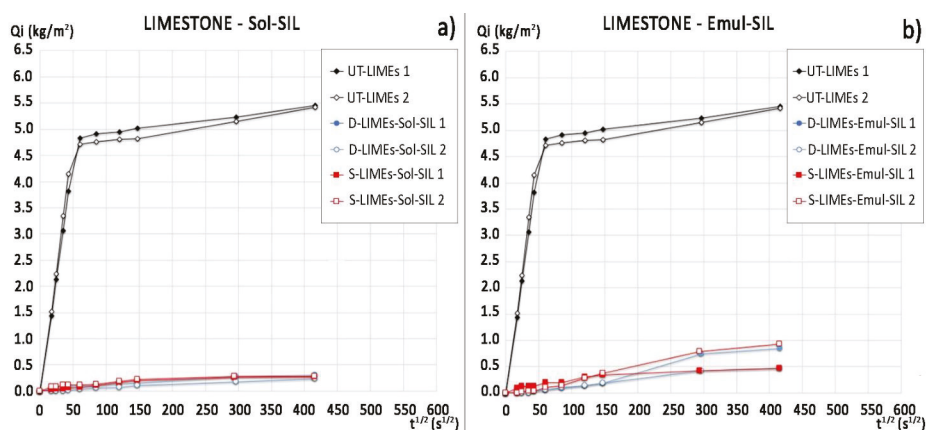 Qi (kg/m²)
LIMESTONE - Sol-SIL
a)
6.5
6.0
5.5
5.0
4.5
4.0
3.5
3.0
2.5
2.0
1.5
1.0
0.5
0.0
UT-LIMEs 1
UT-LIMEs 2
D-LIMEs-Sol-SIL 1
D-LIMEs-Sol-SIL 2
S-LIMEs-Sol-SIL 1
S-LIMEs-Sol-SIL 2
0 50 100 150 200 250 300 350 400 450 500 550 600
t^1/2 (s^1/2)
Qi (kg/m²)
LIMESTONE - Emul-SIL
b)
6.5
6.0
5.5
5.0
4.5
4.0
3.5
3.0
2.5
2.0
1.5
1.0
0.5
0.0
UT-LIMEs 1
UT-LIMEs 2
D-LIMEs-Emul-SIL 1
D-LIMEs-Emul-SIL 2
S-LIMEs-Emul-SIL 1
S-LIMEs-Emul-SIL 2
0 50 100 150 200 250 300 350 400 450 500 550 600
t^1/2 (s^1/2)